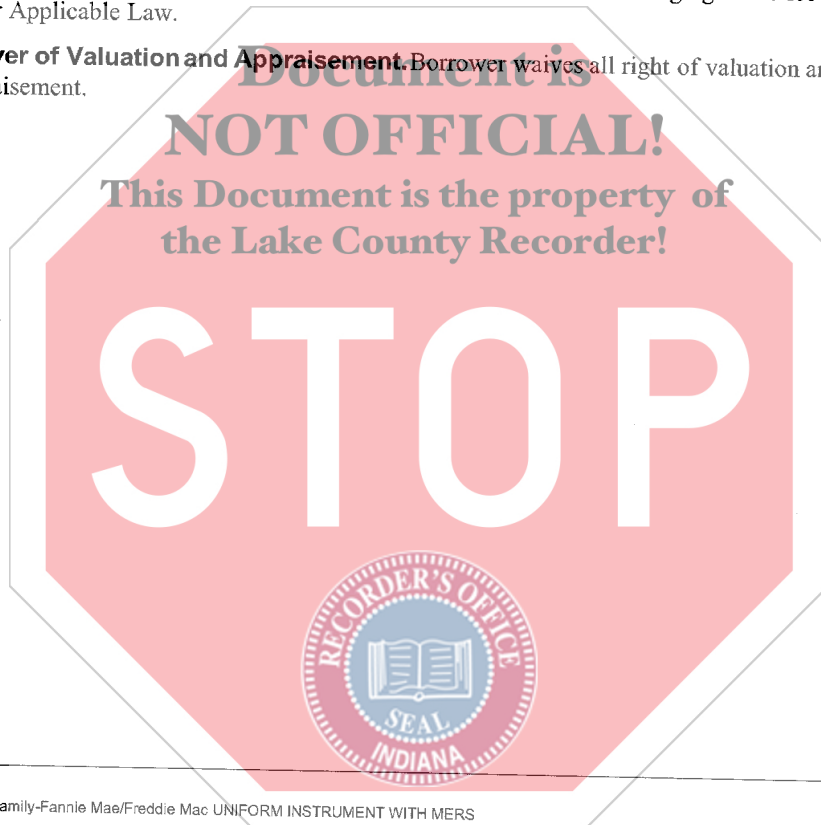 Applicable Law.
er of Valuation and Appraisement. Borrower waives all right of valuation
isement.
Document is
NOT OFFICIAL!
This Document is the property of
the Lake County Recorder!
STOP
RECORDER'S OFFICE
SEAL
INDIANA
amily-Fannie Mae/Freddie Mac UNIFORM INSTRUMENT WITH MERS